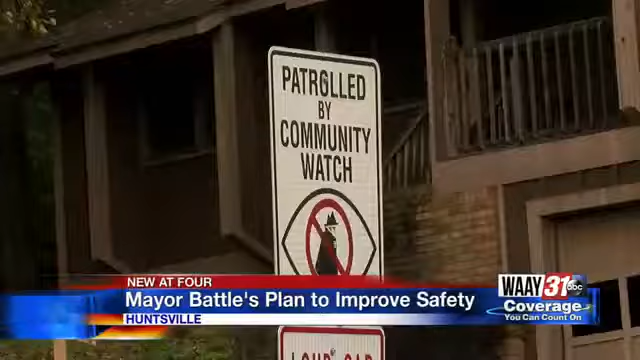 PATROLLED
BY
COMMUNITY
WATCH
NEW AT FOUR
Mayor Battle's Plan to Improve Safety
HUNTSVILLE
WAAY 31 abc
Coverage
You Can Count On